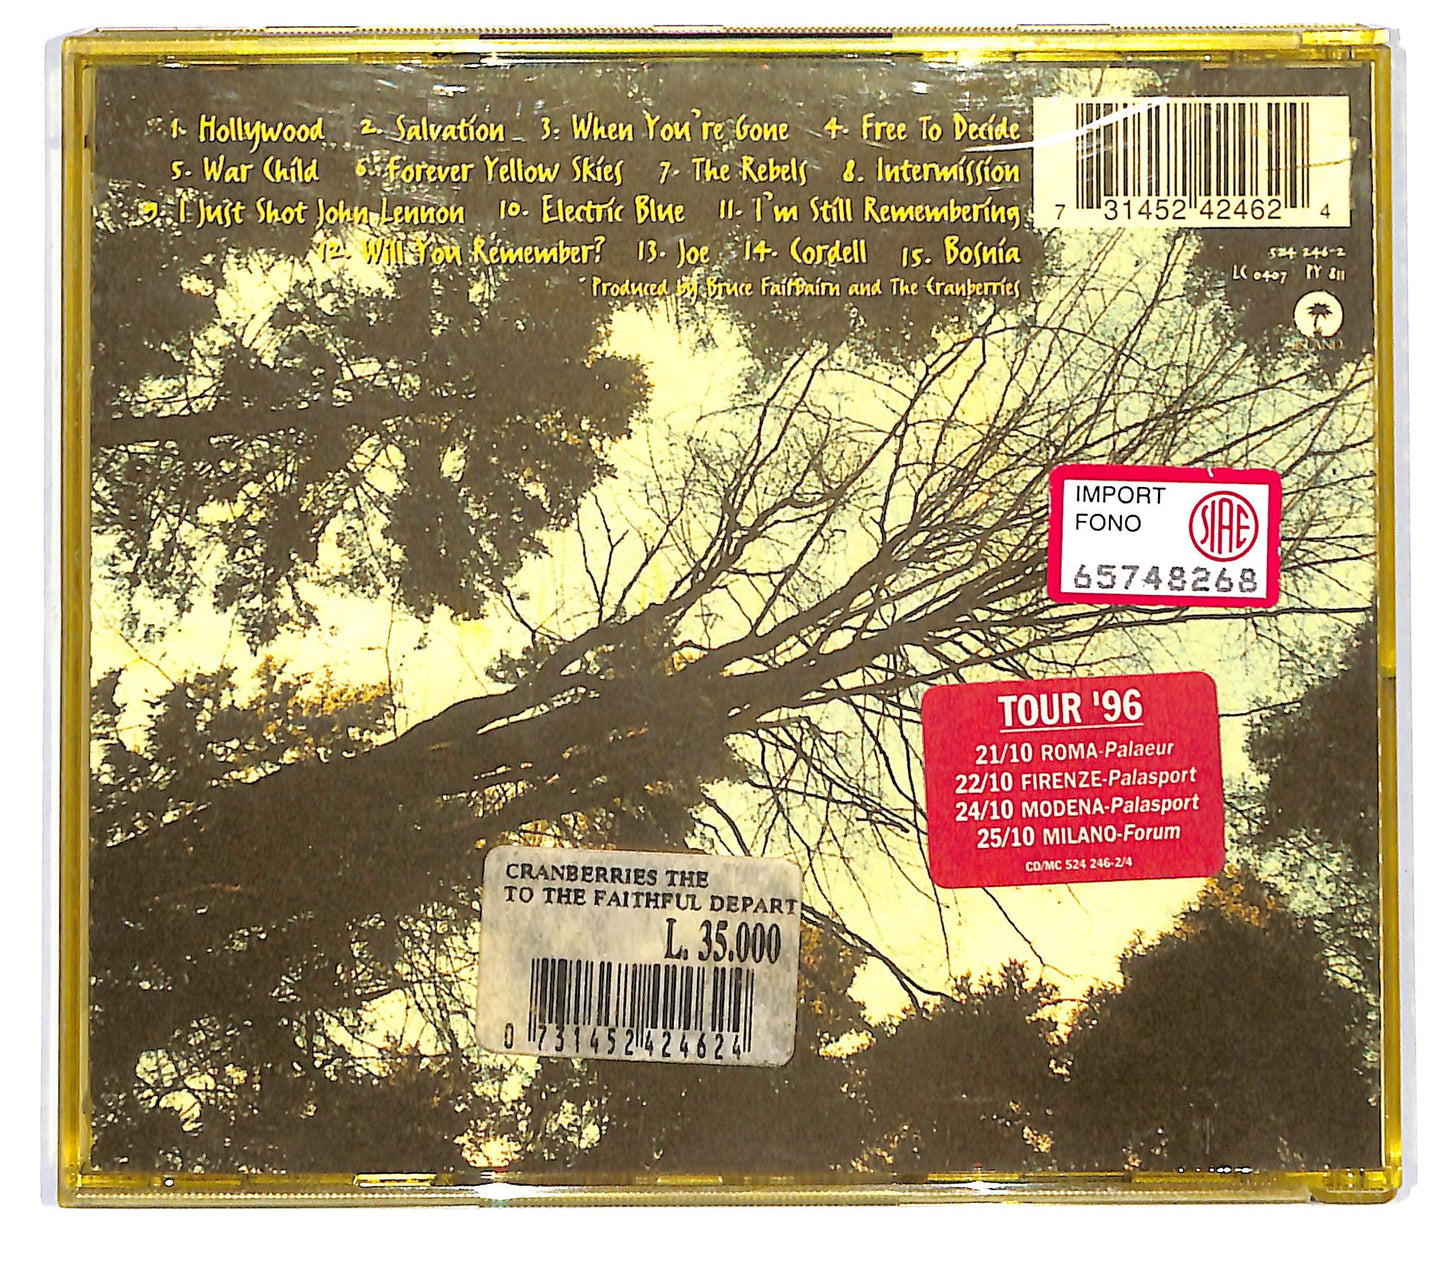 1. Hollywood 2. Salvation 3. When You're Gone 4. Free To Decide
5. War Child 6. Forever Yellow Skies 7. The Rebels 8. Intermission
9. I Just Shot John Lennon 10. Electric Blue 11. I'm Still Remembering
12. Will You Remember? 13. Joe 14. Cordell 15. Bosnia
Produced by Bruce Fairbairn and The Cranberries
7 31452 42462 4
524 246-2
LC 0407 PY 811
ISLAND
IMPORT
FONO
SIAE
65748268
TOUR '96
21/10 ROMA-Palaeur
22/10 FIRENZE-Palasport
24/10 MODENA-Palasport
25/10 MILANO-Forum
CD/MC 524 246-2/4
CRANBERRIES THE
TO THE FAITHFUL DEPART
L. 35.000
0 731452 424624